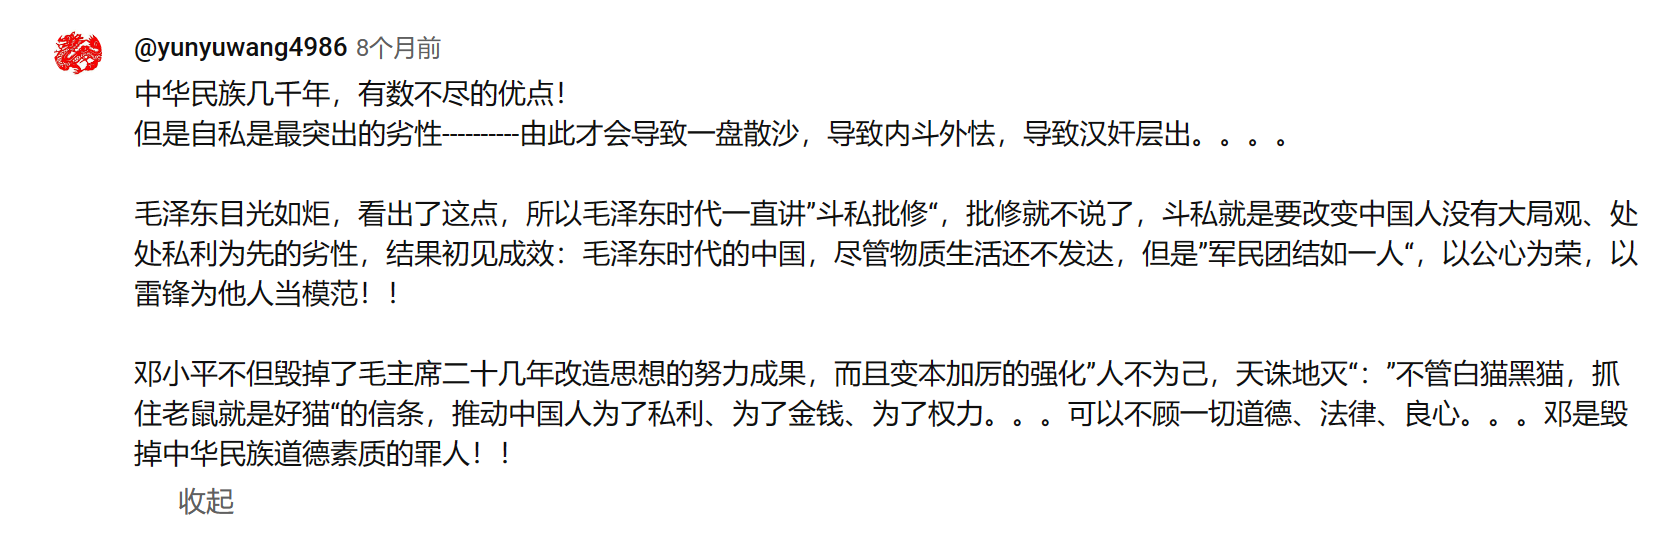 @yunyuwang4986 8个月前
中华民族几千年，有数不尽的优点！
但是自私是最突出的劣性----------由此才会导致一盘散沙，导致内斗外怯，导致汉奸层出。。。。
毛泽东目光如炬，看出了这点，所以毛泽东时代一直讲”斗私批修“，批修就不说了，斗私就是要改变中国人没有大局观、处
处私利为先的劣性，结果初见成效：毛泽东时代的中国，尽管物质生活还不发达，但是”军民团结如一人“，以公心为荣，以
雷锋为他人当模范！！
邓小平不但毁掉了毛主席二十几年改造思想的努力成果，而且变本加厉的强化”人不为己，天诛地灭“：”不管白猫黑猫，抓
住老鼠就是好猫“的信条，推动中国人为了私利、为了金钱、为了权力。。。可以不顾一切道德、法律、良心。。。邓是毁
掉中华民族道德素质的罪人！！
收起